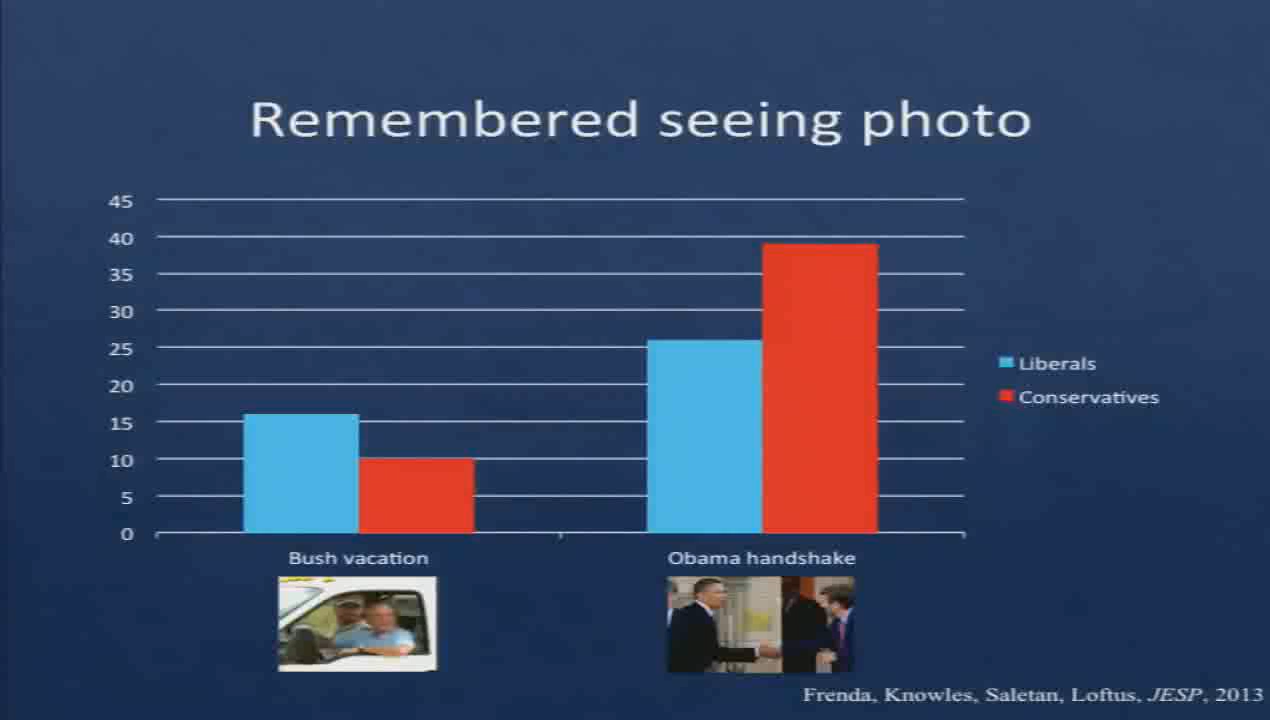 Remembered seeing photo
45
40
35
30
25
20
15
10
5
0
Liberals
Conservatives
Bush vacation
Obama handshake
Frenda, Knowles, Saletan, Loftus, JESP, 2013